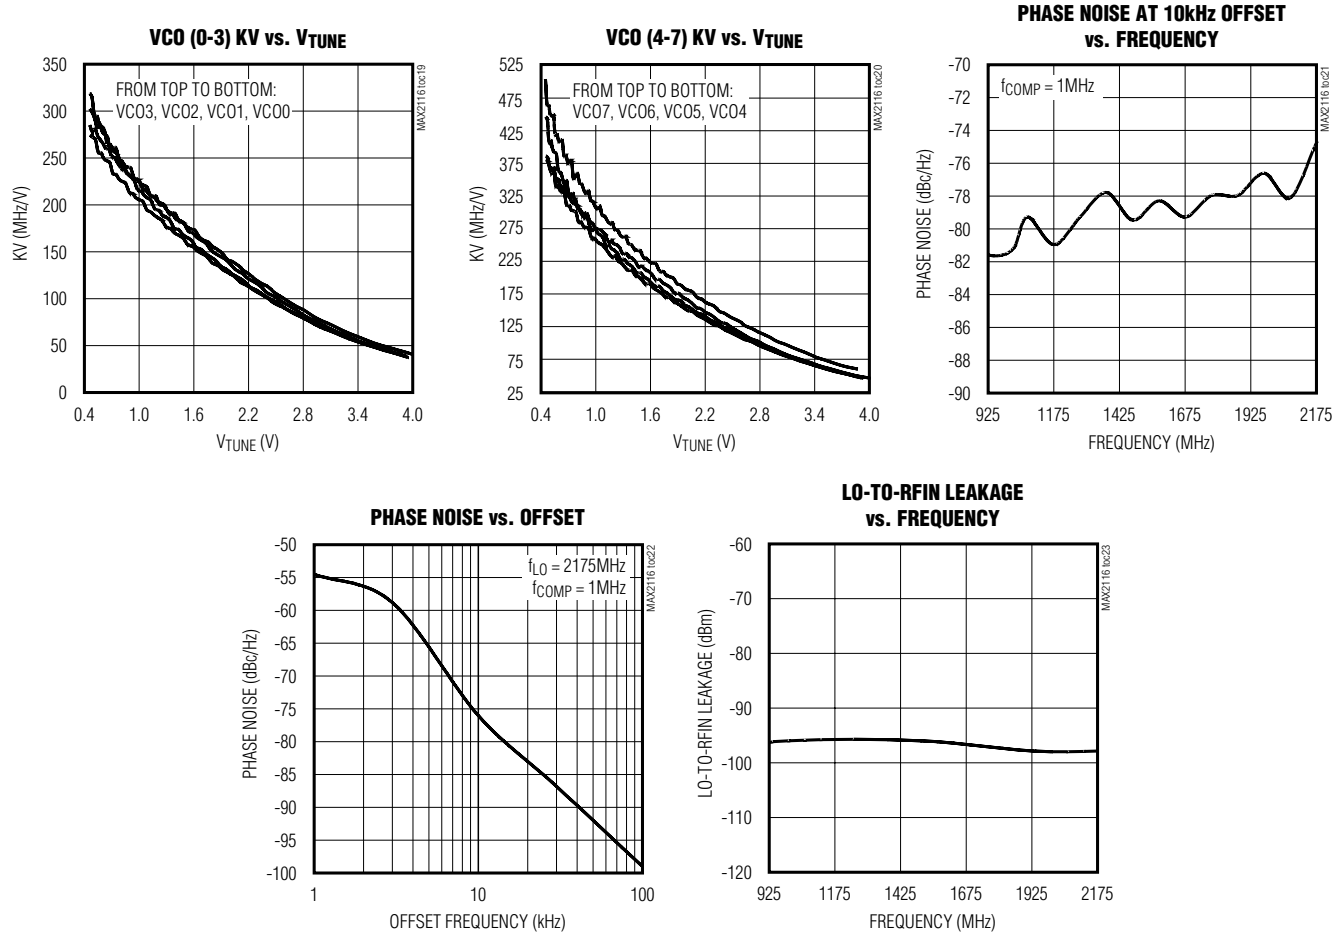 VCO (0-3) KV vs. VTUNE
350
300
250
200
150
100
50
0
KV (MHz/V)
FROM TOP TO BOTTOM:
VCO3, VCO2, VCO1, VCO0
MAX2116 toc19
0.4 1.0 1.6 2.2 2.8 3.4 4.0
VTUNE (V)
VCO (4-7) KV vs. VTUNE
525
475
425
375
325
275
225
175
125
75
25
KV (MHz/V)
FROM TOP TO BOTTOM:
VCO7, VCO6, VCO5, VCO4
MAX2116 toc20
0.4 1.0 1.6 2.2 2.8 3.4 4.0
VTUNE (V)
PHASE NOISE AT 10kHz OFFSET
vs. FREQUENCY
-70
-72
-74
-76
-78
-80
-82
-84
-86
-88
-90
PHASE NOISE (dBc/Hz)
fCOMP = 1MHz
MAX2116 toc21
925 1175 1425 1675 1925 2175
FREQUENCY (MHz)
PHASE NOISE vs. OFFSET
-50
-55
-60
-65
-70
-75
-80
-85
-90
-95
-100
PHASE NOISE (dBc/Hz)
fLO = 2175MHz
fCOMP = 1MHz
MAX2116 toc22
1 10 100
OFFSET FREQUENCY (kHz)
LO-TO-RFIN LEAKAGE
vs. FREQUENCY
-60
-70
-80
-90
-100
-110
-120
LO-TO-RFIN LEAKAGE (dBm)
MAX2116 toc23
925 1175 1425 1675 1925 2175
FREQUENCY (MHz)